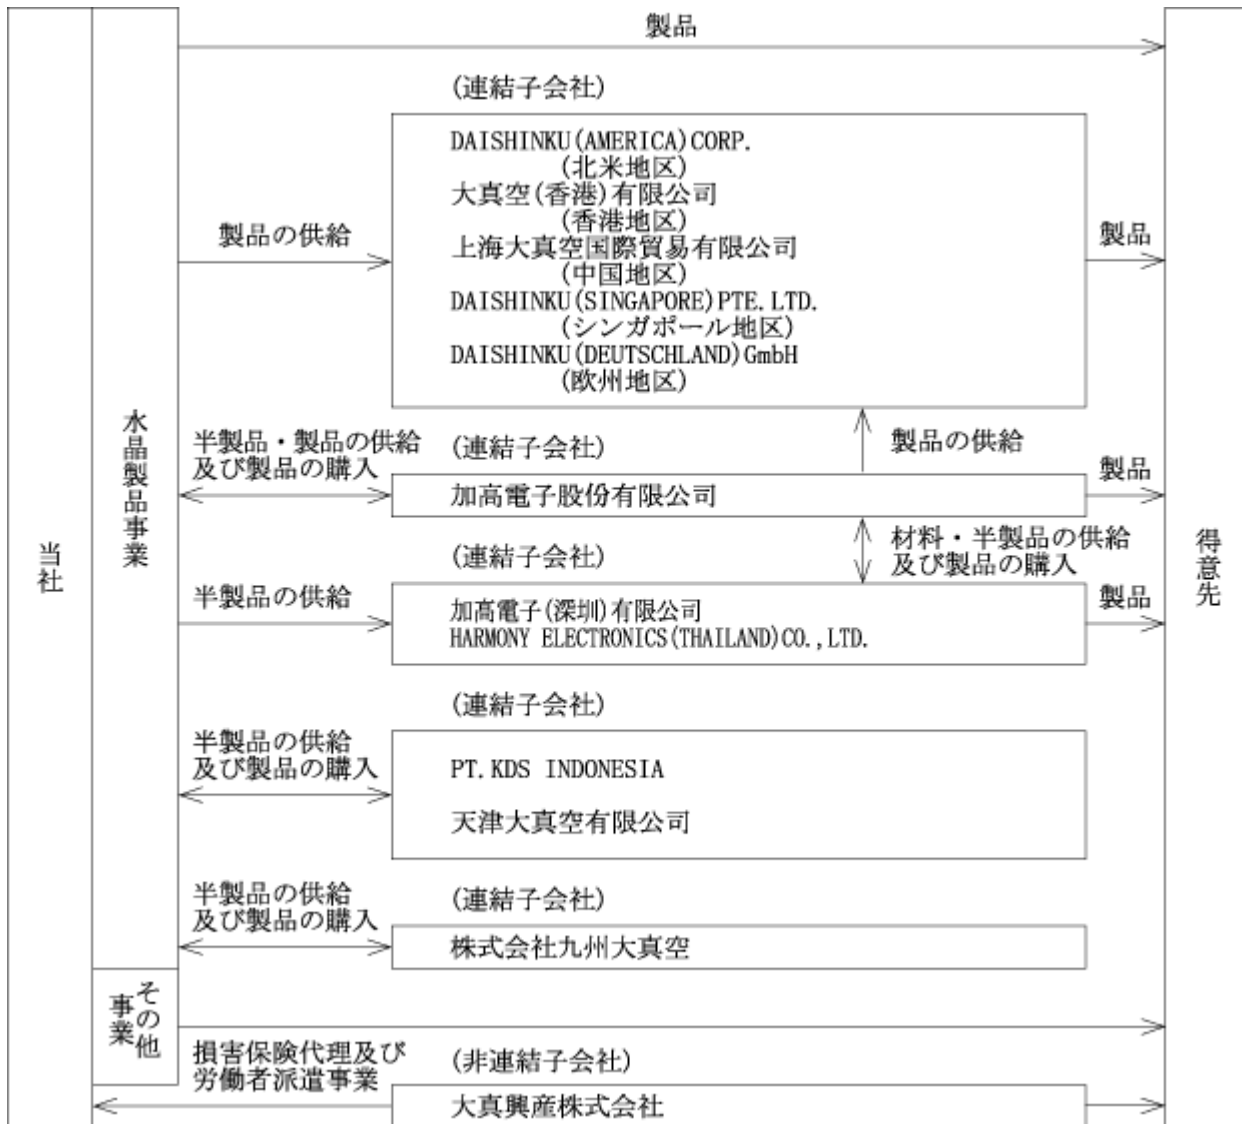 製品
(連結子会社)
DAISHINKU(AMERICA)CORP.
(北米地区)
大真空(香港)有限公司
(香港地区)
上海大真空国際貿易有限公司
(中国地区)
DAISHINKU(SINGAPORE)PTE.LTD.
(シンガポール地区)
DAISHINKU(DEUTSCHLAND)GmbH
(欧州地区)
製品の供給
製品
水晶製品事業
半製品・製品の供給
及び製品の購入
(連結子会社)
製品の供給
加高電子股份有限公司
製品
当社
得意先
(連結子会社)
材料・半製品の供給
及び製品の購入
半製品の供給
加高電子(深圳)有限公司
HARMONY ELECTRONICS(THAILAND)CO.,LTD.
製品
(連結子会社)
半製品の供給
及び製品の購入
PT.KDS INDONESIA
天津大真空有限公司
半製品の供給
及び製品の購入
(連結子会社)
株式会社九州大真空
その他
事業
損害保険代理及び
労働者派遣事業
(非連結子会社)
大真興産株式会社